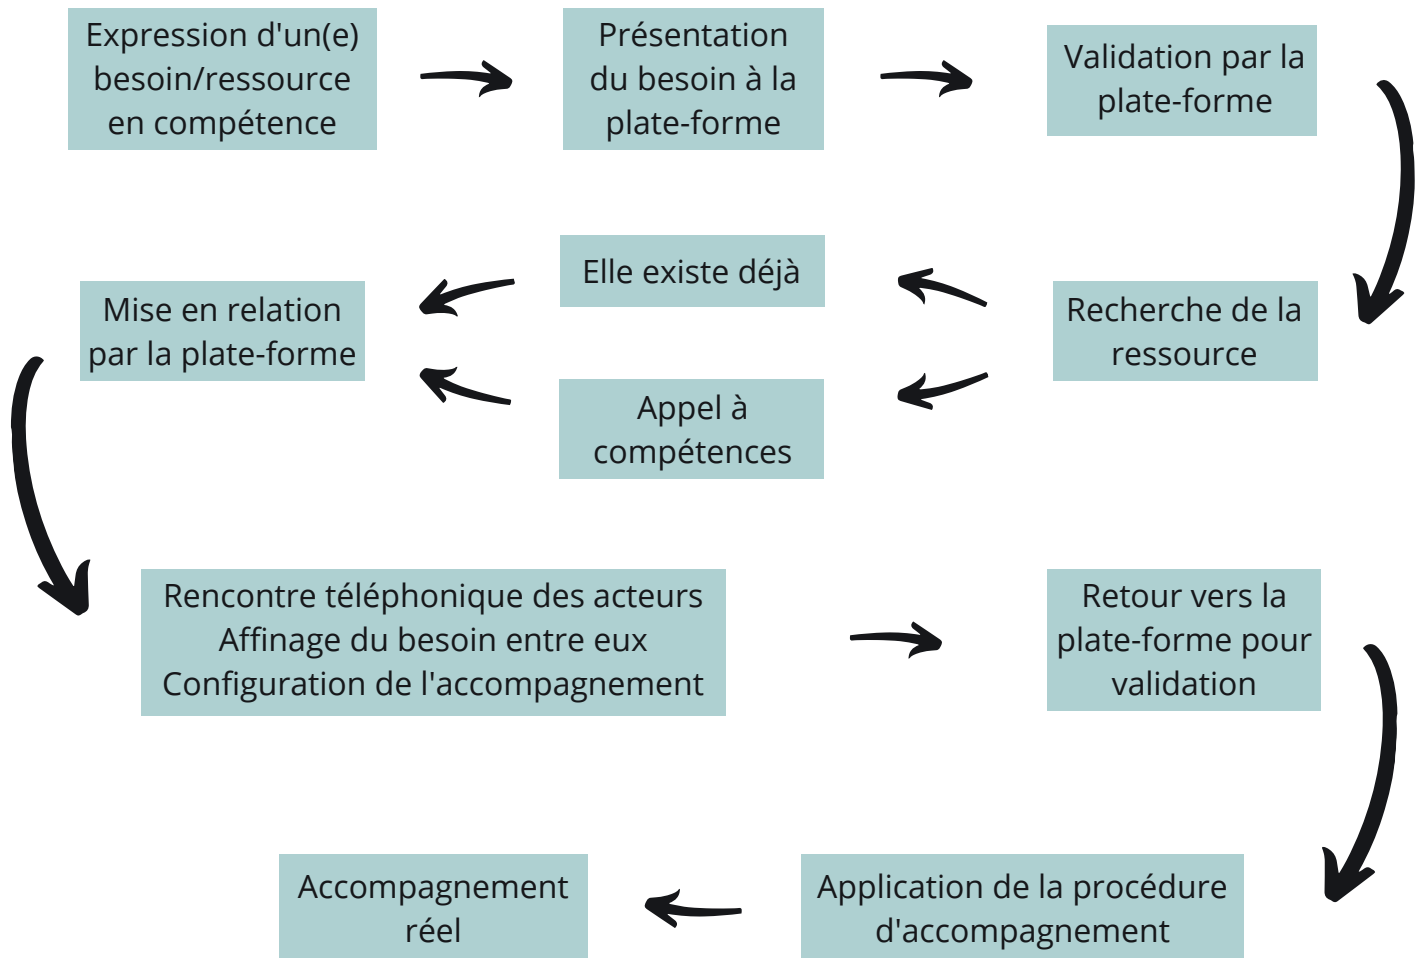 Expression d'un(e)
besoin/ressource
en compétence
Présentation
du besoin à la
plate-forme
Validation par la
plate-forme
Recherche de la
ressource
Elle existe déjà
Appel à
compétences
Mise en relation
par la plate-forme
Rencontre téléphonique des acteurs
Affinage du besoin entre eux
Configuration de l'accompagnement
Retour vers la
plate-forme pour
validation
Application de la procédure
d'accompagnement
Accompagnement
réel